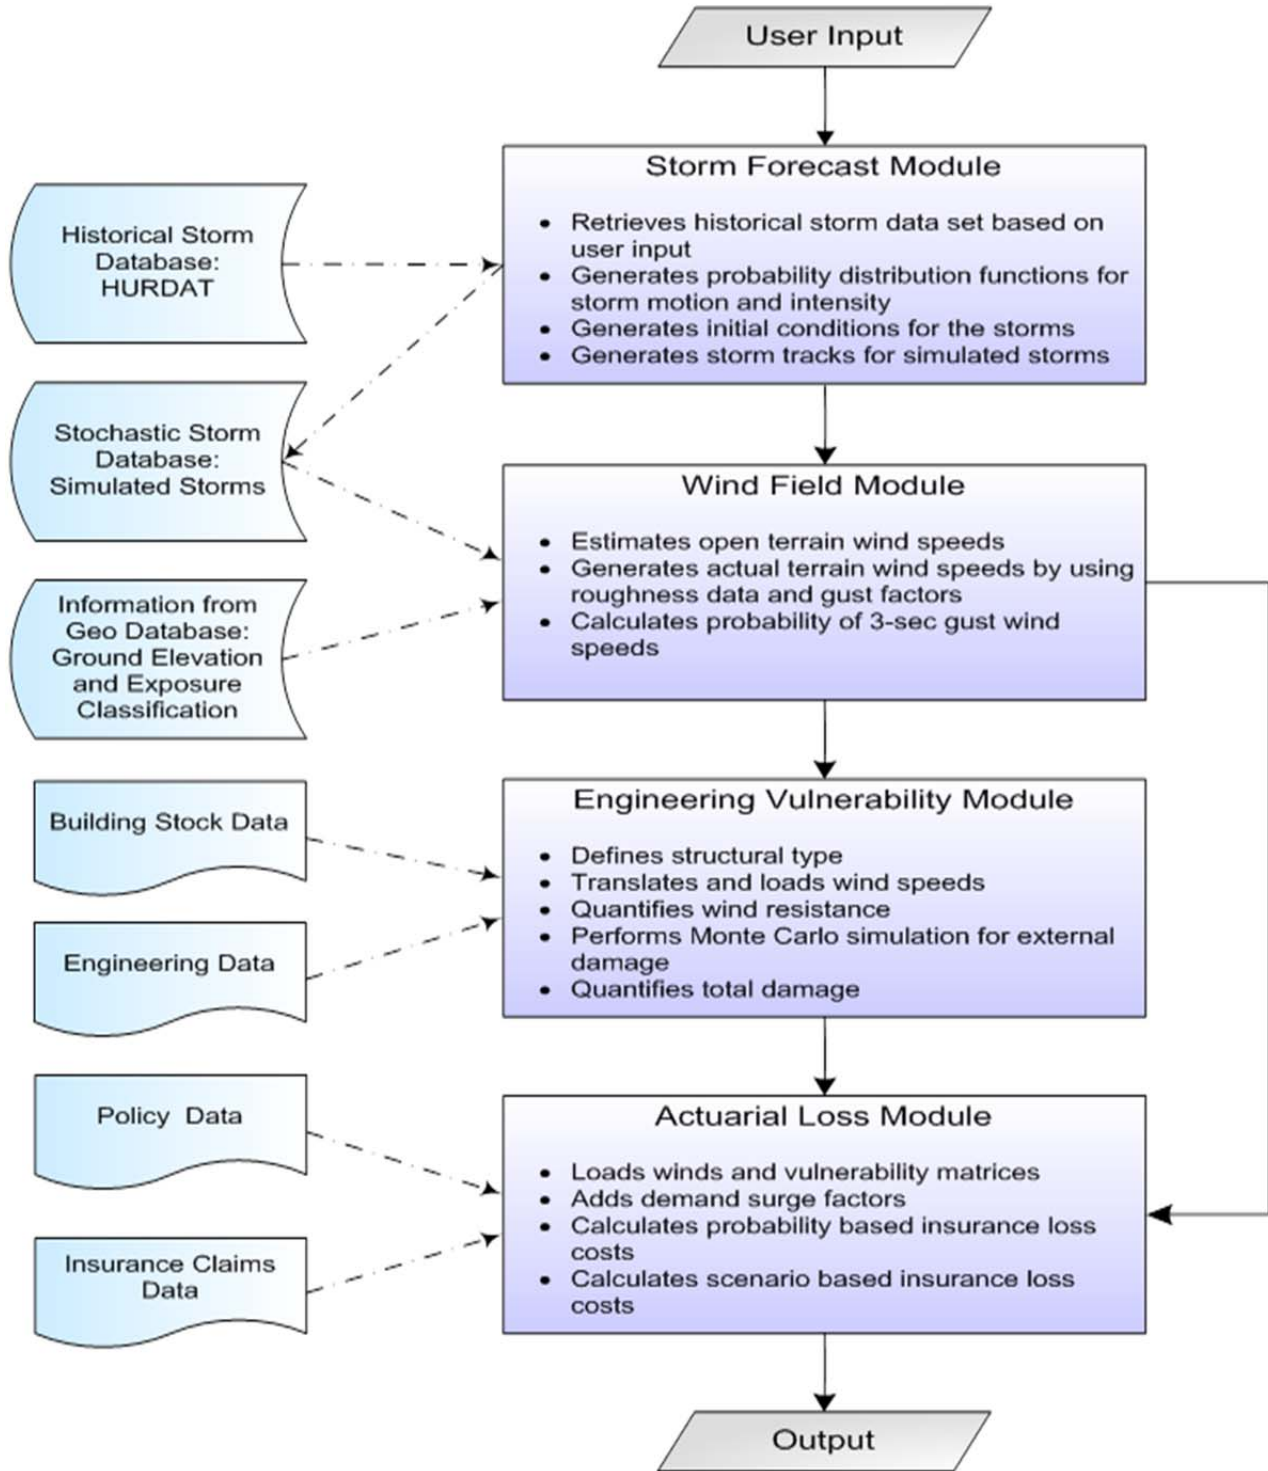 User Input
Storm Forecast Module
• Retrieves historical storm data set based on
user input
• Generates probability distribution functions for
storm motion and intensity
• Generates initial conditions for the storms
• Generates storm tracks for simulated storms
Historical Storm
Database:
HURDAT
Stochastic Storm
Database:
Simulated Storms
Wind Field Module
• Estimates open terrain wind speeds
• Generates actual terrain wind speeds by using
roughness data and gust factors
• Calculates probability of 3-sec gust wind
speeds
Information from
Geo Database:
Ground Elevation
and Exposure
Classification
Engineering Vulnerability Module
• Defines structural type
• Translates and loads wind speeds
• Quantifies wind resistance
• Performs Monte Carlo simulation for external
damage
• Quantifies total damage
Building Stock Data
Engineering Data
Actuarial Loss Module
• Loads winds and vulnerability matrices
• Adds demand surge factors
• Calculates probability based insurance loss
costs
• Calculates scenario based insurance loss
costs
Policy Data
Insurance Claims
Data
Output